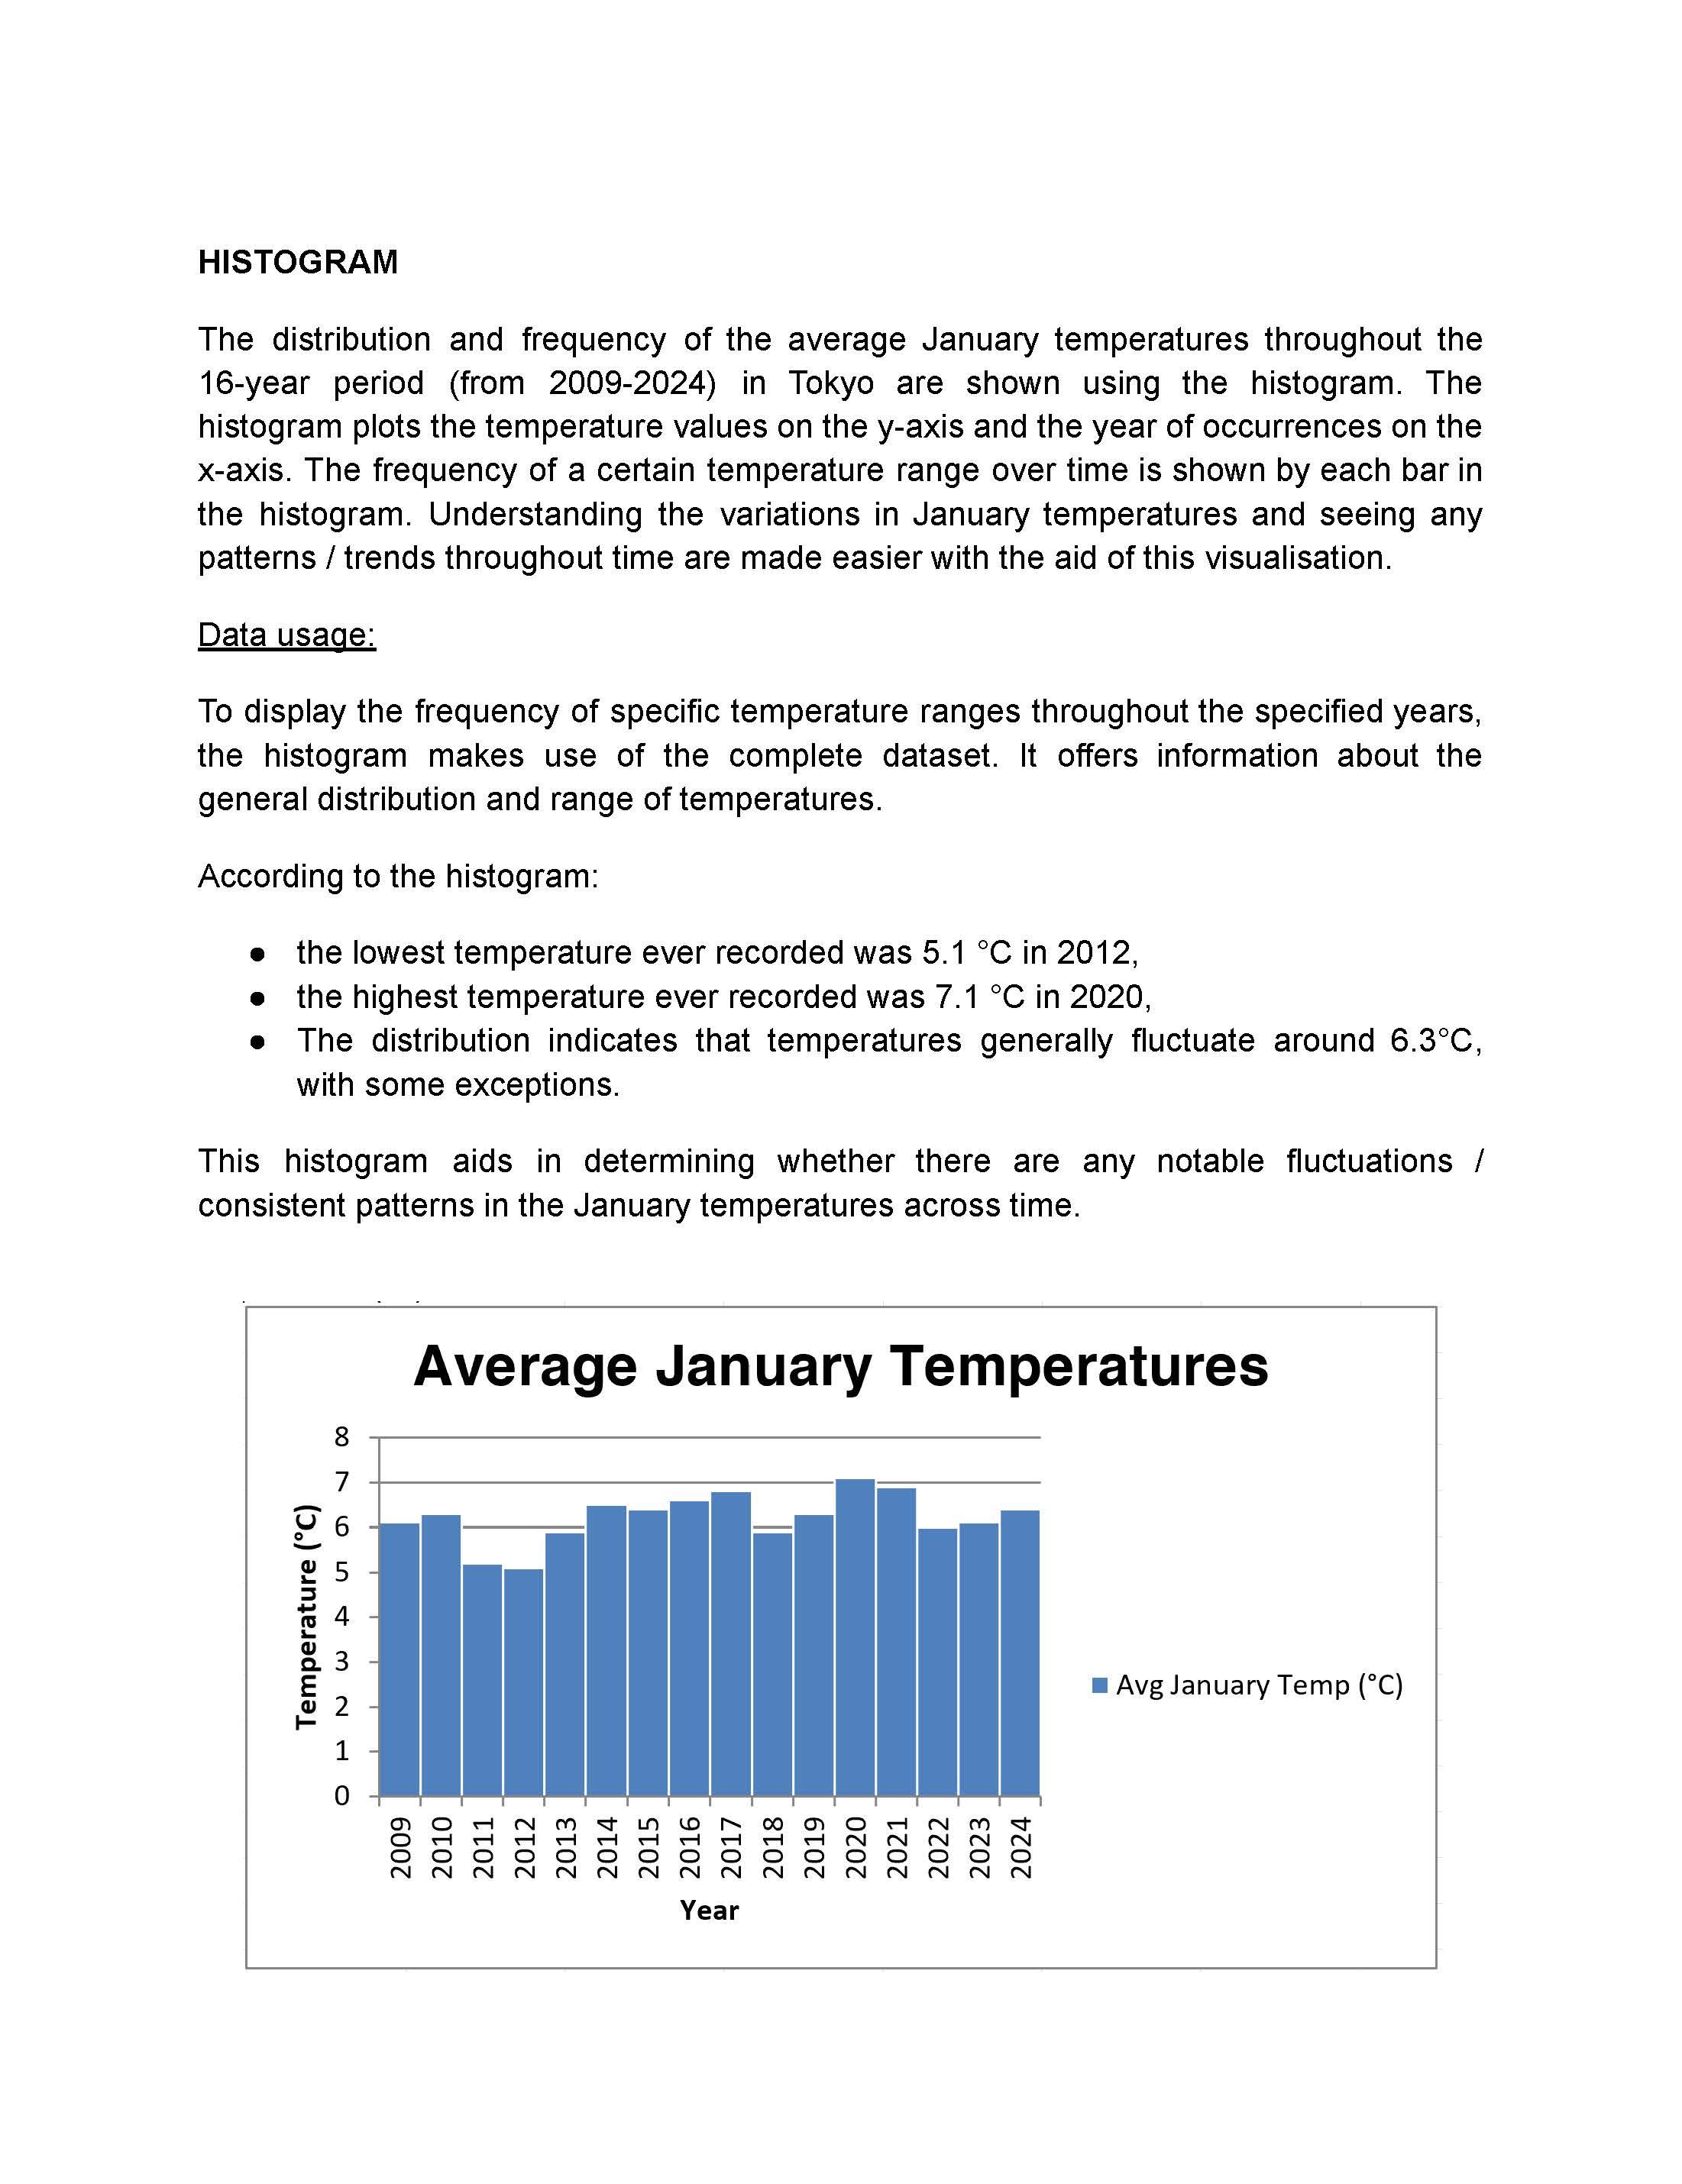 HISTOGRAM
The distribution and frequency of the average January temperatures throughout the
16-year period (from 2009-2024) in Tokyo are shown using the histogram. The
histogram plots the temperature values on the y-axis and the year of occurrences on the
x-axis. The frequency of a certain temperature range over time is shown by each bar in
the histogram. Understanding the variations in January temperatures and seeing any
patterns / trends throughout time are made easier with the aid of this visualisation.
Data usage:
To display the frequency of specific temperature ranges throughout the specified years,
the histogram makes use of the complete dataset. It offers information about the
general distribution and range of temperatures.
According to the histogram:
● the lowest temperature ever recorded was 5.1 °C in 2012,
● the highest temperature ever recorded was 7.1 °C in 2020,
● The distribution indicates that temperatures generally fluctuate around 6.3°C,
with some exceptions.
This histogram aids in determining whether there are any notable fluctuations /
consistent patterns in the January temperatures across time.
Average January Temperatures
8
7
6
5
4
3
2
1
0
Temperature (°C)
2009 2010 2011 2012 2013 2014 2015 2016 2017 2018 2019 2020 2021 2022 2023 2024
Year
Avg January Temp (°C)